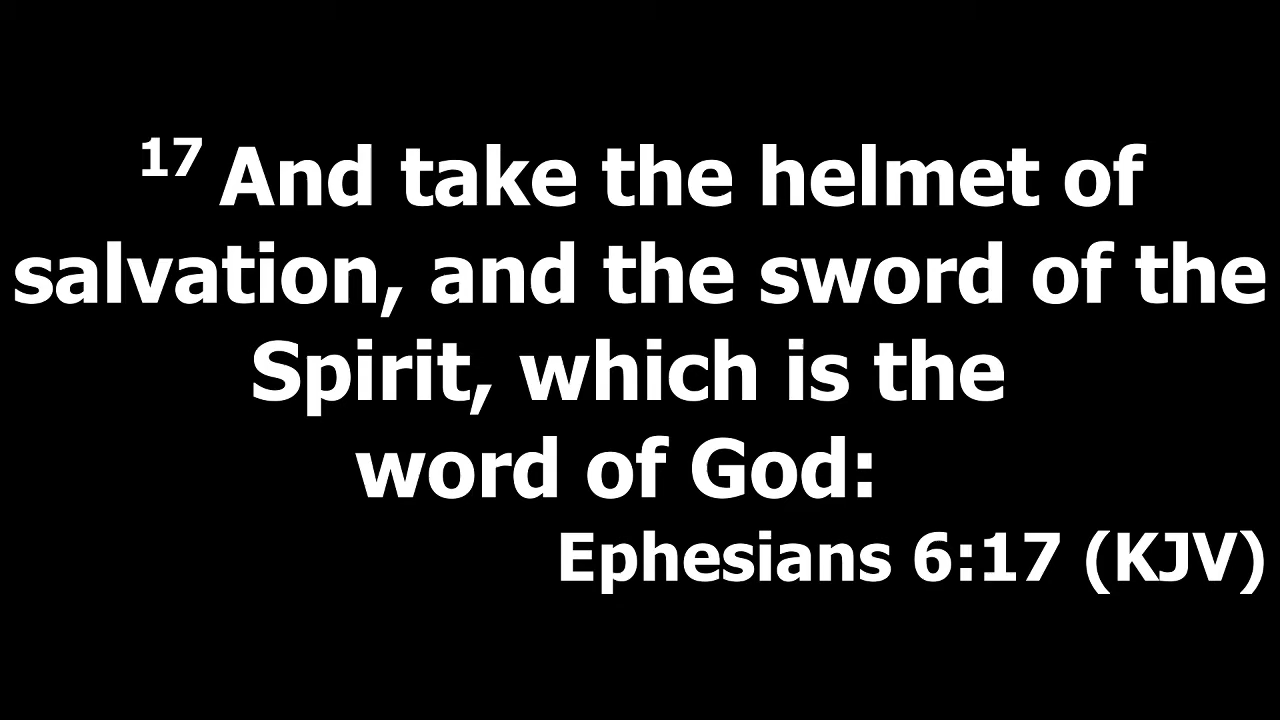 17 And take the helmet of
salvation, and the sword of the
Spirit, which is the
word of God:
Ephesians 6:17 (KJV)